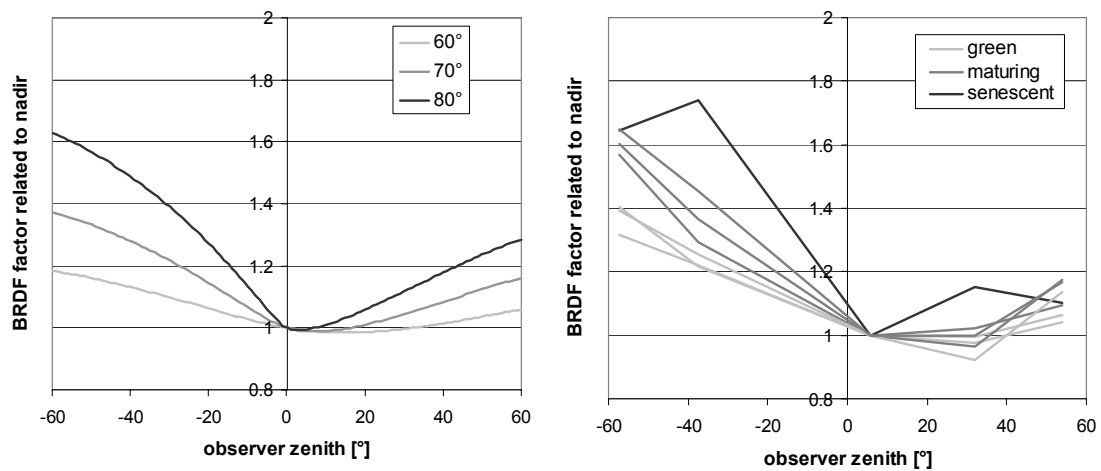 BRDF factor related to nadir
2
1.8
1.6
1.4
1.2
1
0.8
60°
70°
80°
-60 -40 -20 0 20 40 60
observer zenith [°]
BRDF factor related to nadir
2
1.8
1.6
1.4
1.2
1
0.8
green
maturing
senescent
-60 -40 -20 0 20 40 60
observer zenith [°]